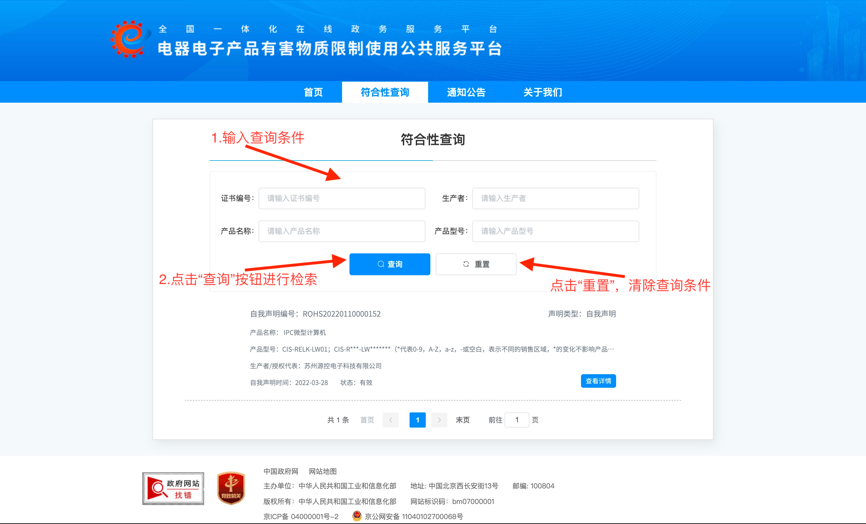 全国一体化在线政务服务平台
电器电子产品有害物质限制使用公共服务平台
首页 符合性查询 通知公告 关于我们
1.输入查询条件
符合性查询
证书编号: 请输入证书编号 生产者: 请输入生产者
产品名称: 请输入产品名称 产品型号: 请输入产品型号
查询 重置
2.点击“查询”按钮进行检索
点击“重置”，清除查询条件
自我声明编号：ROHS20220110000152 声明类型：自我声明
产品名称： IPC微型计算机
产品型号：CIS-RELK-LW01；CIS-R***-LW*******（*代表0-9，A-Z，a-z，-或空白，表示不同的销售区域，*的变化不影响产品…
生产者/授权代表：苏州源控电子科技有限公司
自我声明时间：2022-03-28 状态：有效
查看详情
共 1 条 首页 < 1 > 末页 前往 1 页
政府网站
找错
党政机关
中国政府网 网站地图
主办单位：中华人民共和国工业和信息化部 地址: 中国北京西长安街13号 邮编: 100804
版权所有：中华人民共和国工业和信息化部 网站标识码：bm07000001
京ICP备 04000001号-2 京公网安备 11040102700068号